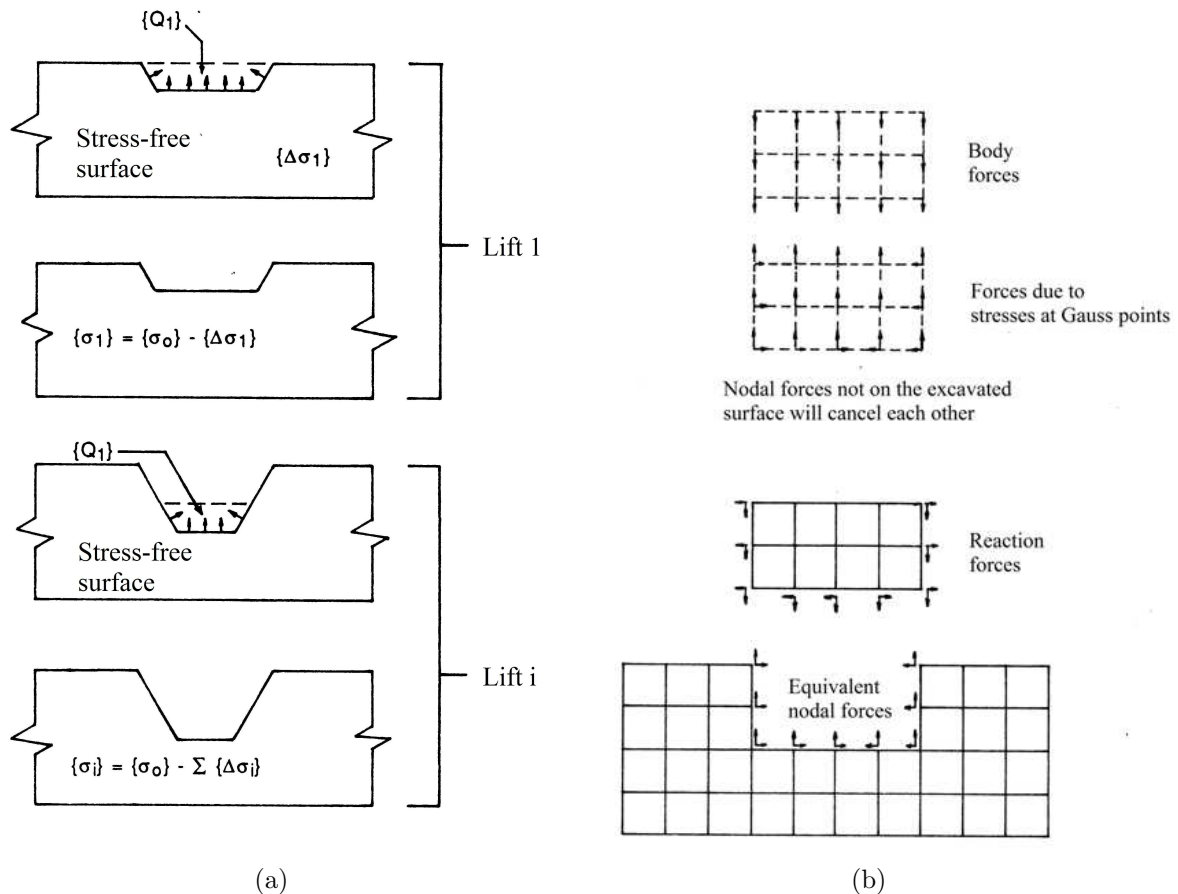 {Q₁}
Stress-free
surface
{Δσ₁}
Lift 1
{σ₁} = {σₒ} - {Δσ₁}
{Q₁}
Stress-free
surface
Lift i
{σᵢ} = {σₒ} - Σ {Δσᵢ}
(a)
Body
forces
Forces due to
stresses at Gauss points
Nodal forces not on the excavated
surface will cancel each other
Reaction
forces
Equivalent
nodal forces
(b)